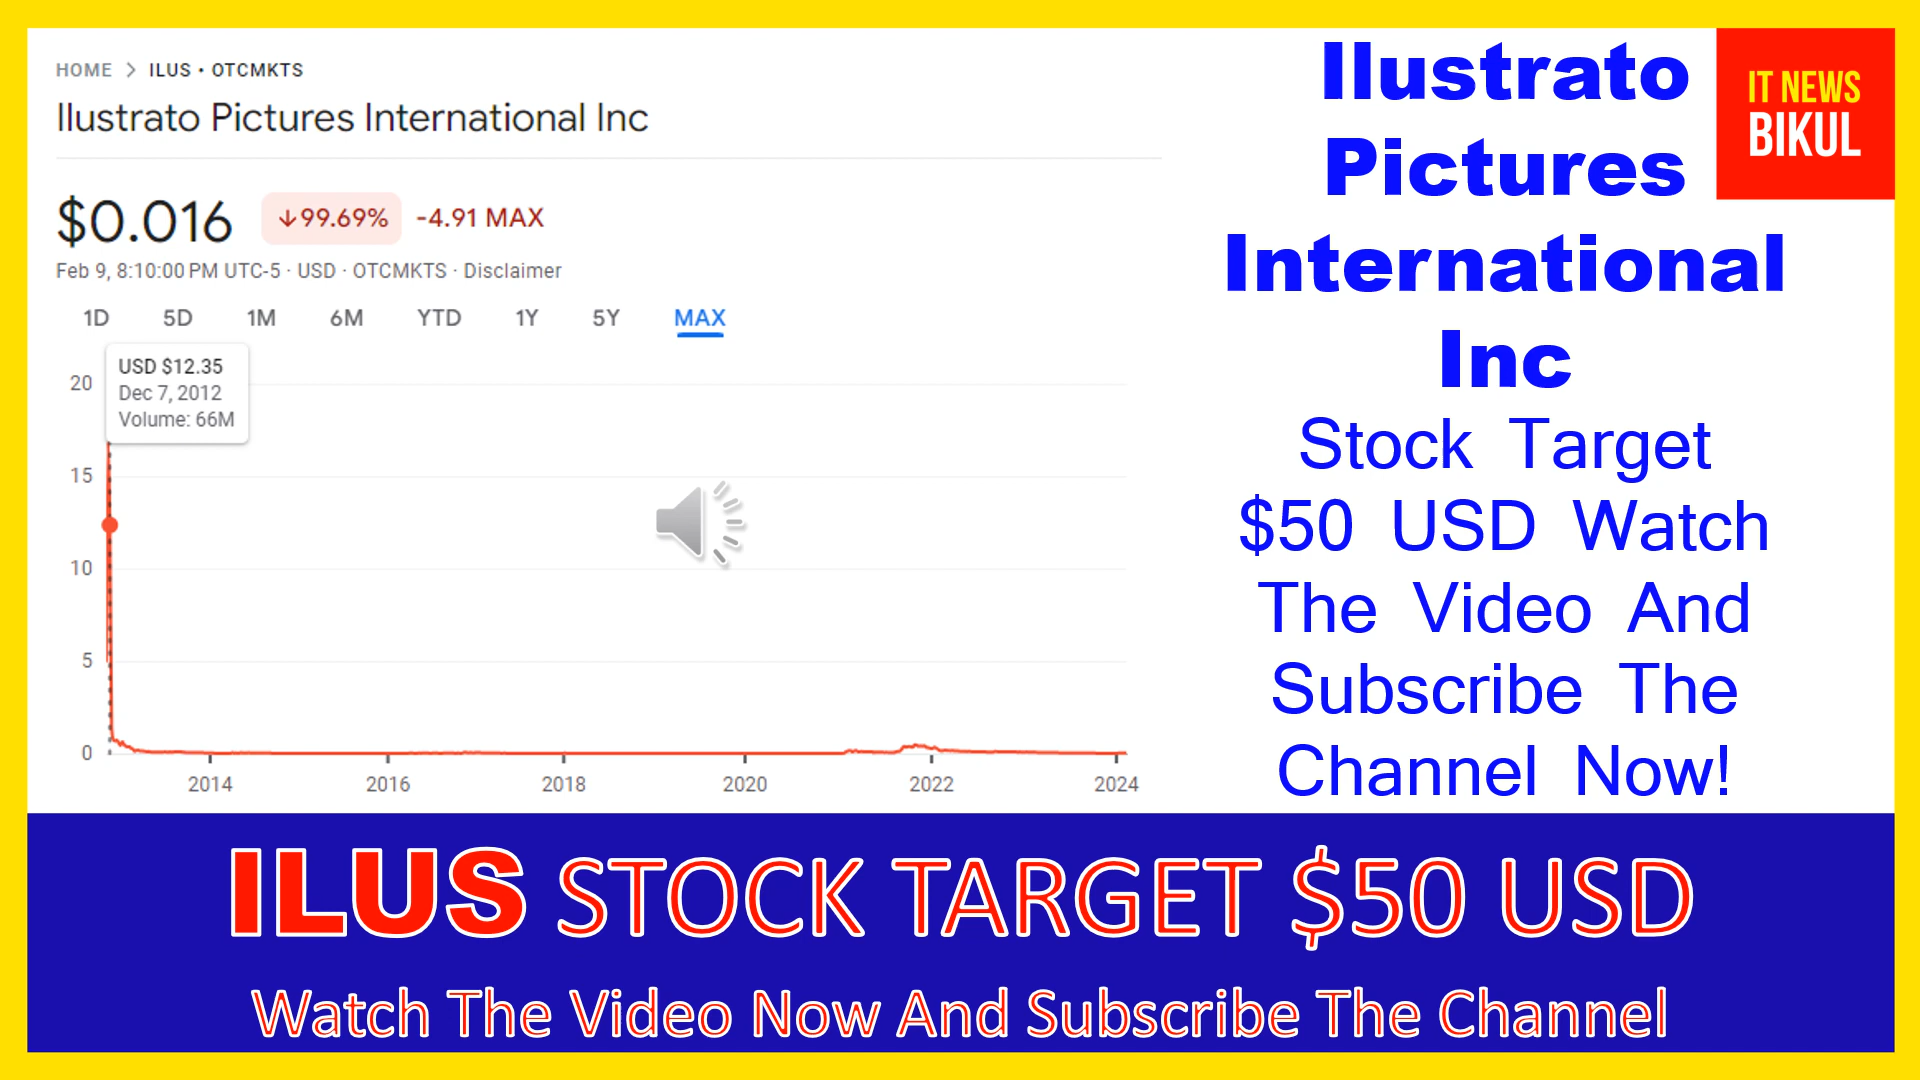 HOME > ILUS • OTCMKTS
Ilustrato Pictures International Inc
$0.016 ↓99.69% -4.91 MAX
Feb 9, 8:10:00 PM UTC-5 · USD · OTCMKTS · Disclaimer
1D 5D 1M 6M YTD 1Y 5Y MAX
USD $12.35
Dec 7, 2012
Volume: 66M
20
15
10
5
0
2014 2016 2018 2020 2022 2024
Ilustrato
Pictures
International
Inc
Stock Target
$50 USD Watch
The Video And
Subscribe The
Channel Now!
IT NEWS
BIKUL
ILUS STOCK TARGET $50 USD
Watch The Video Now And Subscribe The Channel